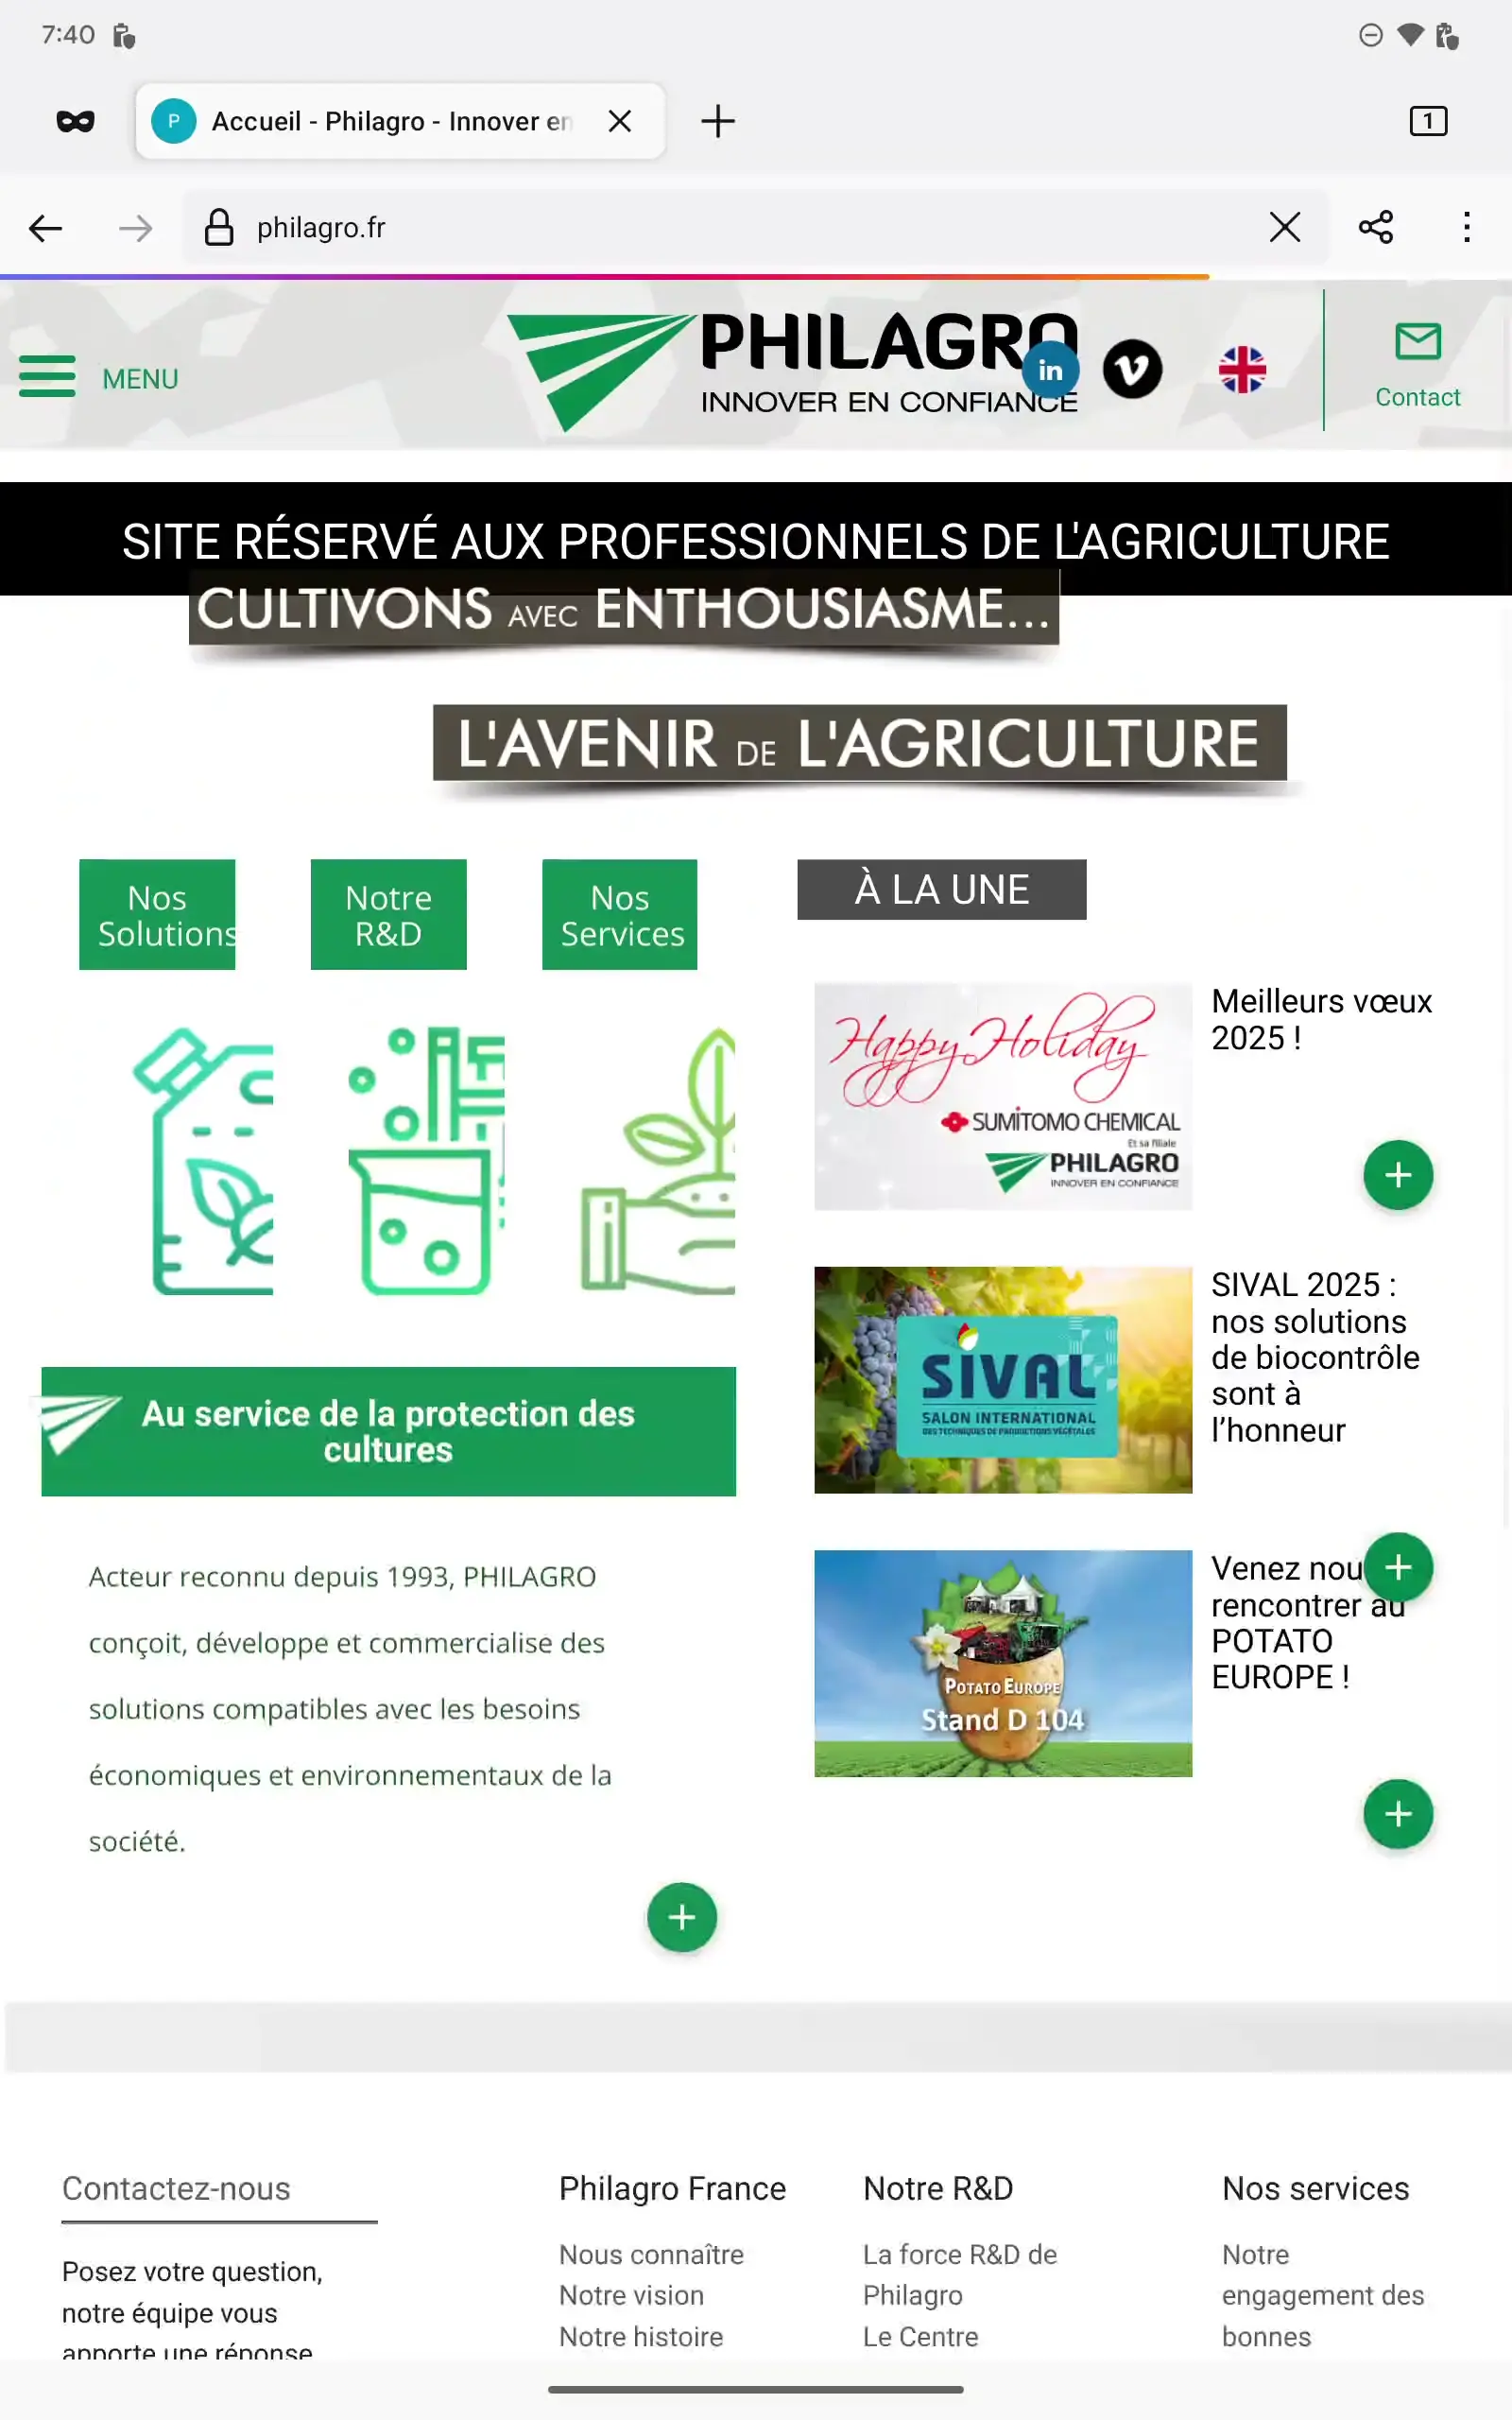 7:40
P
Accueil - Philagro - Innover en
1
philagro.fr
MENU
PHILAGRO
INNOVER EN CONFIANCE
in
Contact
SITE RÉSERVÉ AUX PROFESSIONNELS DE L'AGRICULTURE
CULTIVONS AVEC ENTHOUSIASME...
L'AVENIR DE L'AGRICULTURE
Nos
Solutions
Notre
R&D
Nos
Services
Au service de la protection des
cultures
Acteur reconnu depuis 1993, PHILAGRO
conçoit, développe et commercialise des
solutions compatibles avec les besoins
économiques et environnementaux de la
société.
À LA UNE
Happy Holiday
SUMITOMO CHEMICAL
Et sa filiale
PHILAGRO
INNOVER EN CONFIANCE
Meilleurs vœux
2025 !
SIVAL
SALON INTERNATIONAL
DES TECHNIQUES DE PRODUCTIONS VÉGÉTALES
SIVAL 2025 :
nos solutions
de biocontrôle
sont à
l’honneur
POTATO EUROPE
Stand D 104
Venez nou
rencontrer au
POTATO
EUROPE !
Contactez-nous
Posez votre question,
notre équipe vous
apporte une réponse
Philagro France
Nous connaître
Notre vision
Notre histoire
Notre R&D
La force R&D de
Philagro
Le Centre
Nos services
Notre
engagement des
bonnes